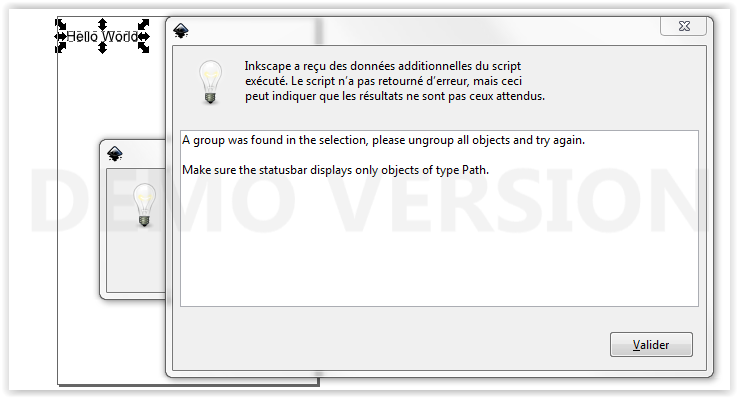 Hello World
Inkscape a reçu des données additionnelles du script
exécuté. Le script n'a pas retourné d'erreur, mais ceci
peut indiquer que les résultats ne sont pas ceux attendus.
A group was found in the selection, please ungroup all objects and try again.
Make sure the statusbar displays only objects of type Path.
DEMO VERSION
Valider